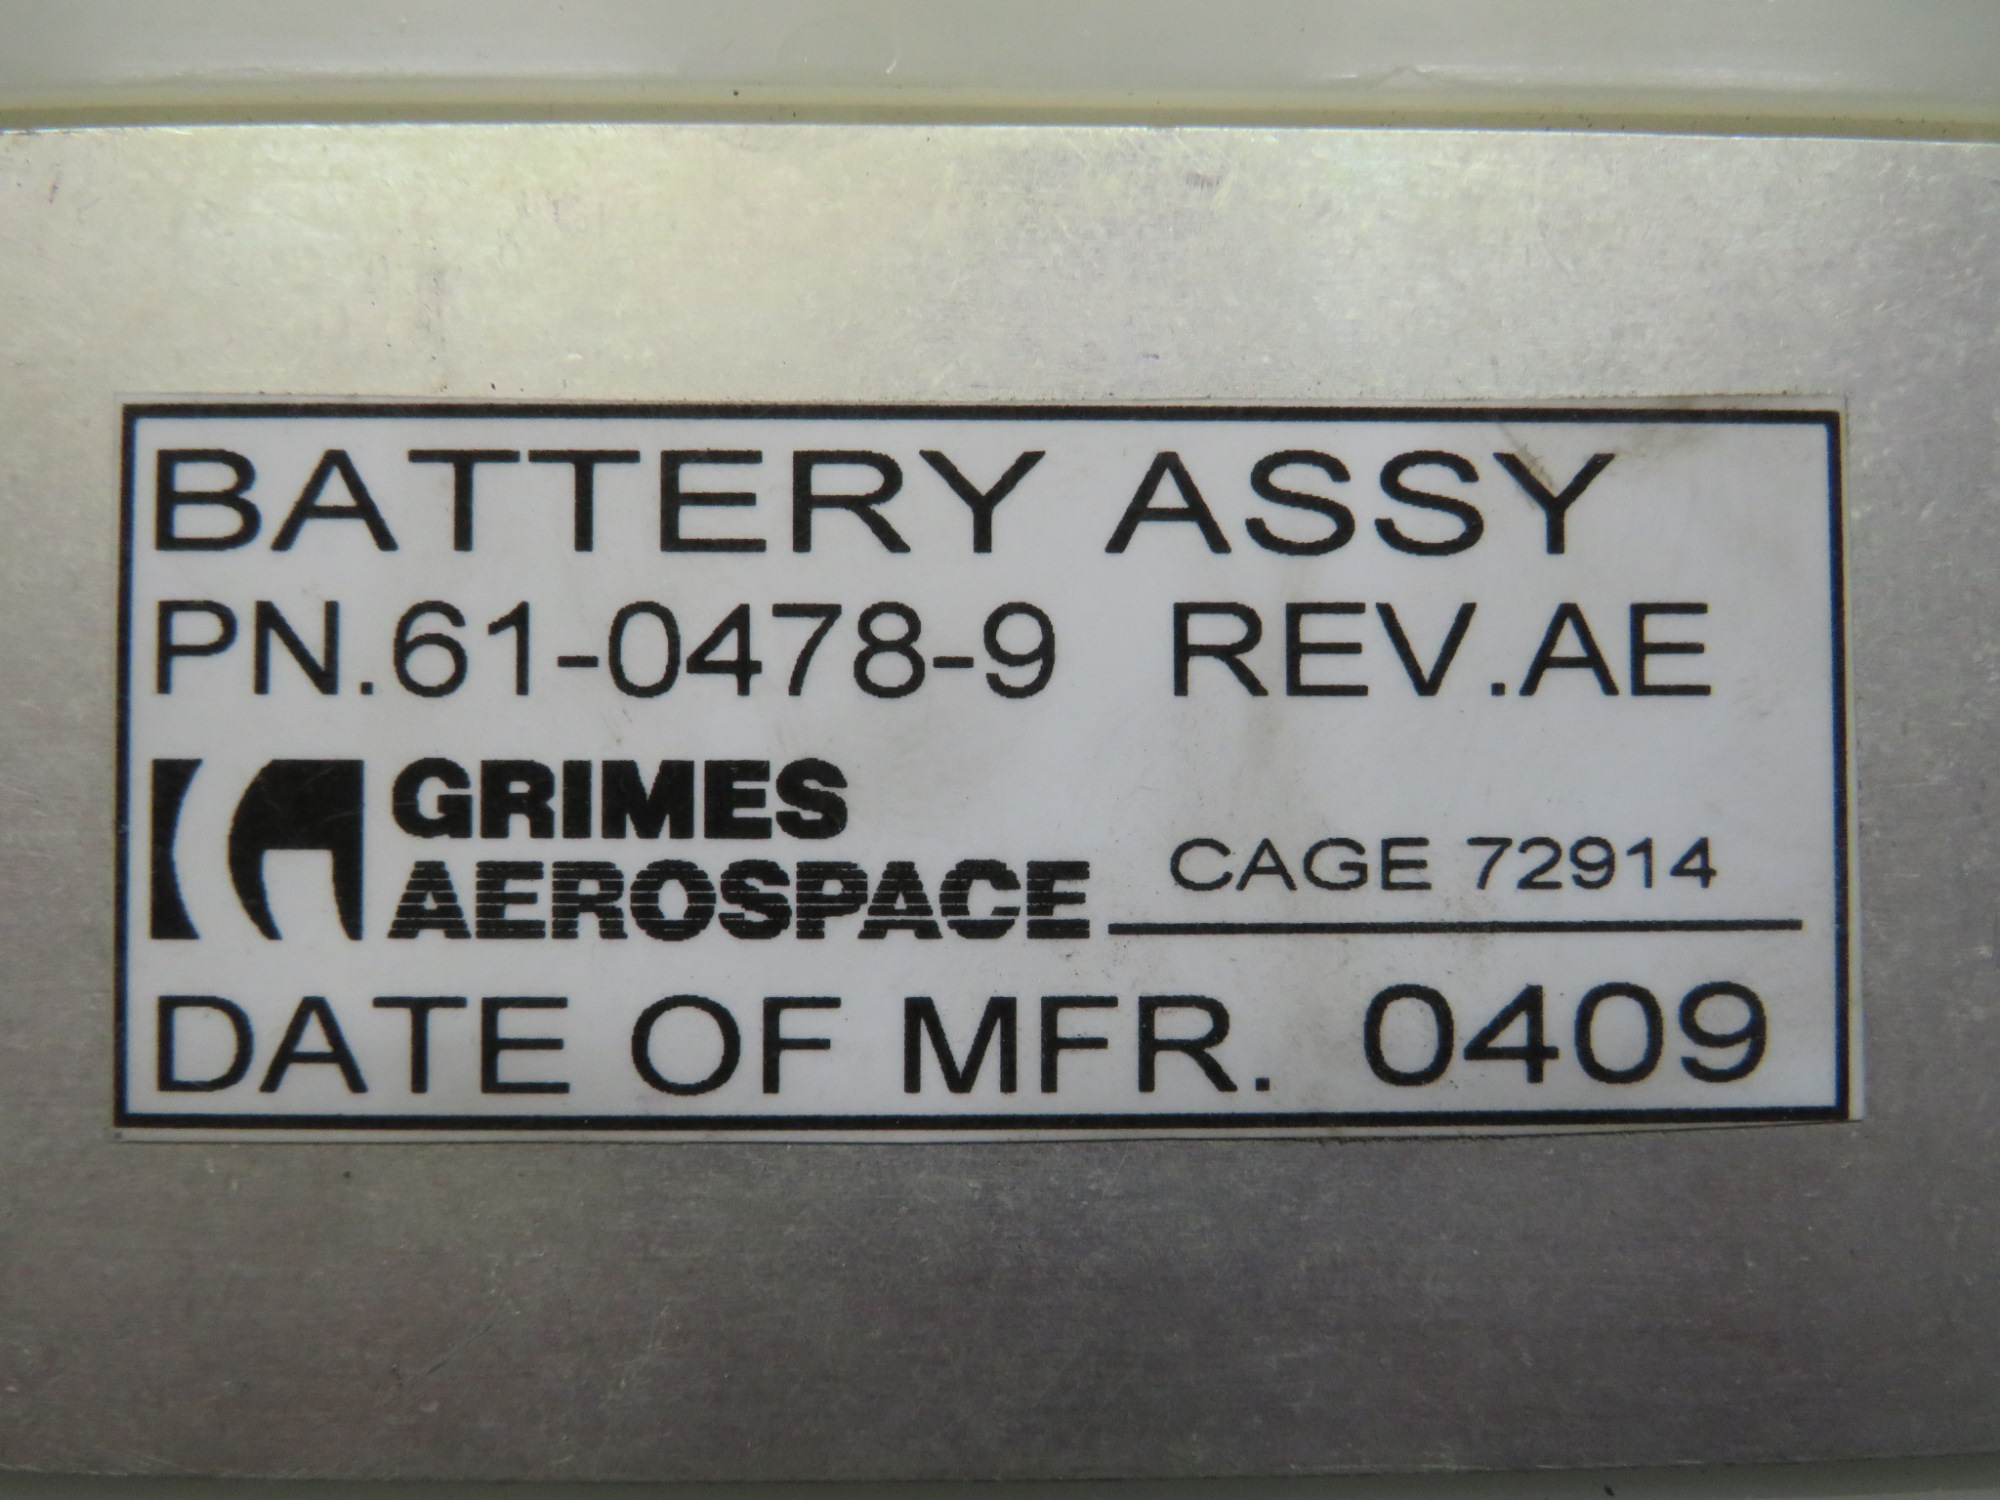 BATTERY ASSY
PN.61-0478-9 REV.AE
GRIMES
AEROSPACE CAGE 72914
DATE OF MFR. 0409